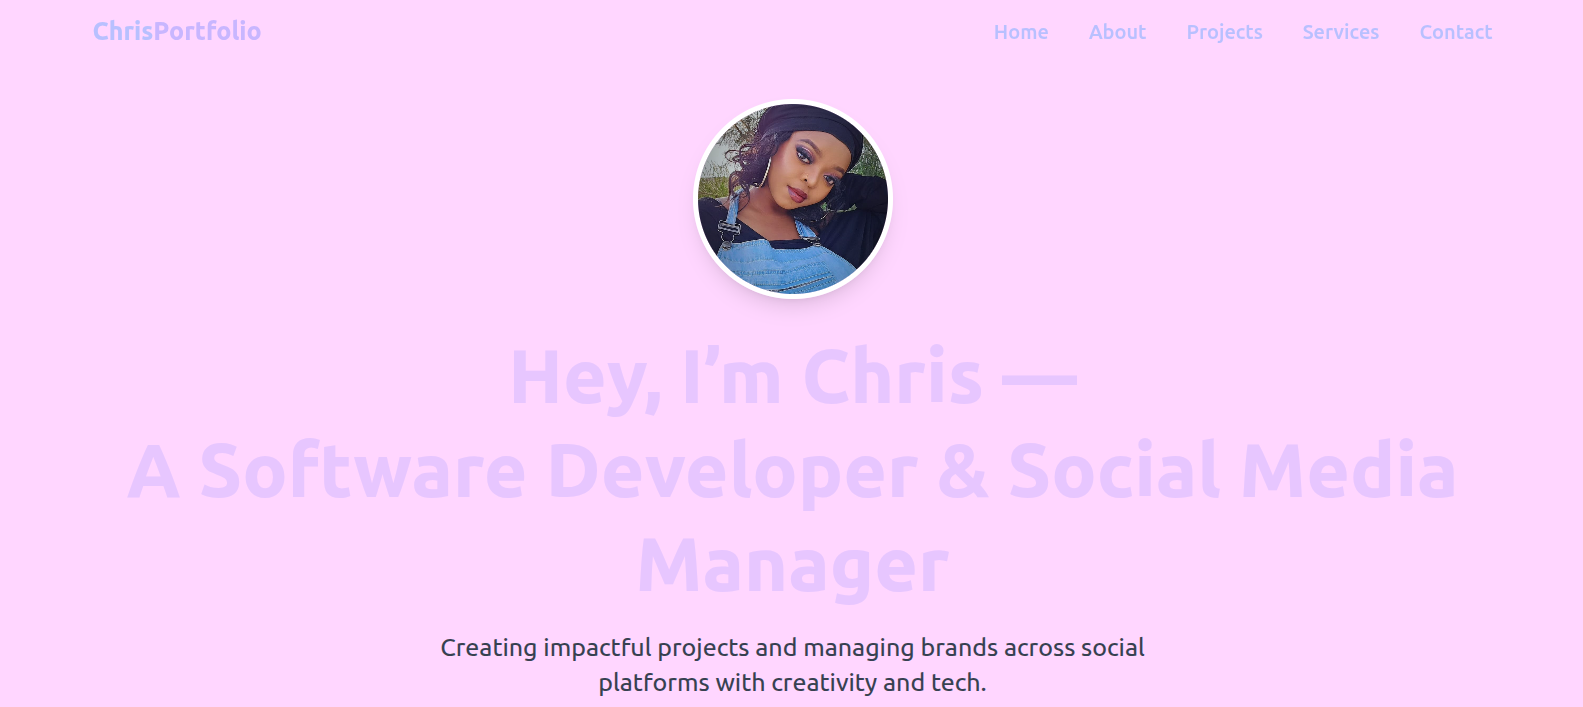 ChrisPortfolio
Home About Projects Services Contact
Hey, I’m Chris —
A Software Developer & Social Media
Manager
Creating impactful projects and managing brands across social
platforms with creativity and tech.